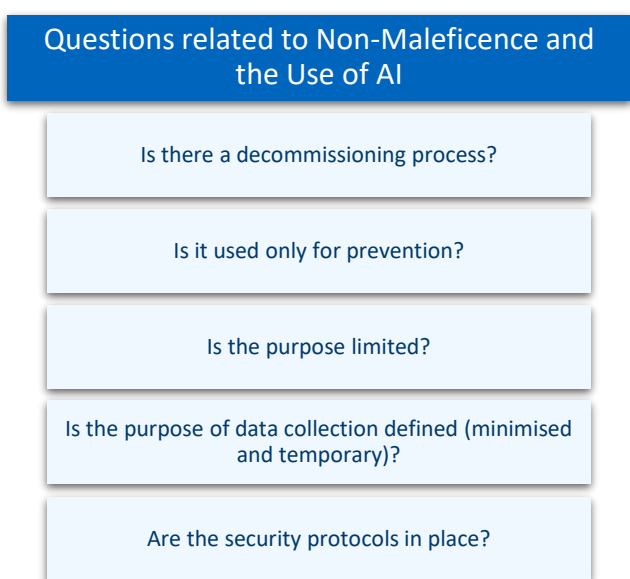 Questions related to Non-Maleficence and
the Use of AI
Is there a decommissioning process?
Is it used only for prevention?
Is the purpose limited?
Is the purpose of data collection defined (minimised
and temporary)?
Are the security protocols in place?